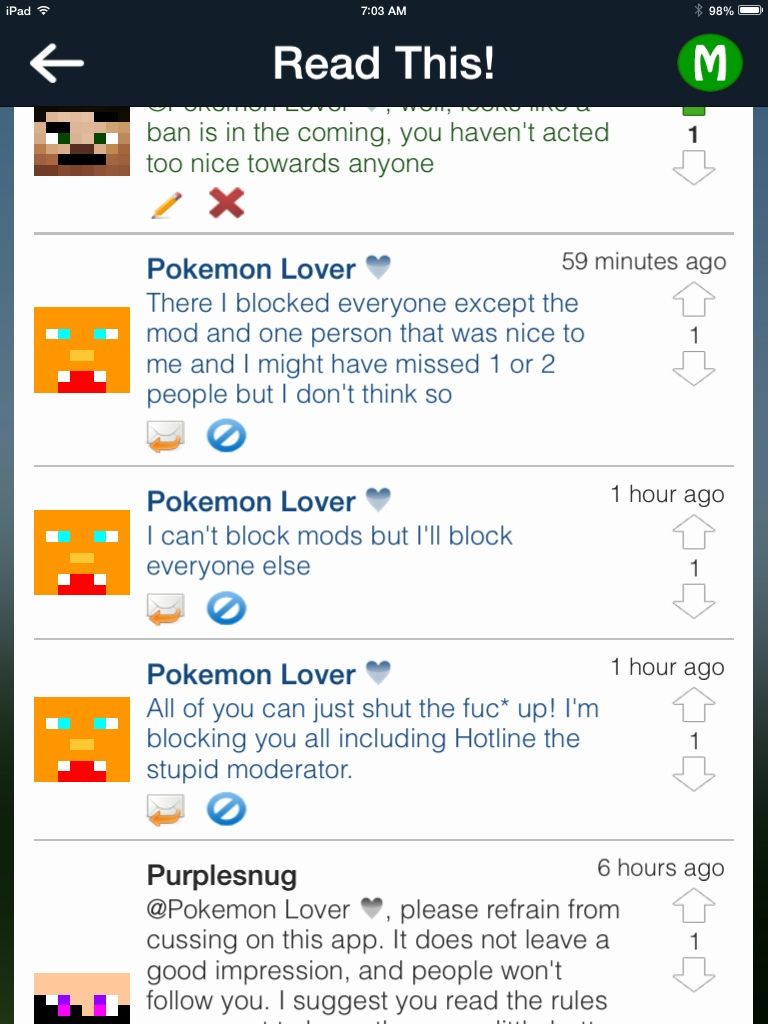 iPad 7:03 AM 98%
Read This!
M
@Pokemon Lover , well, looks like a
ban is in the coming, you haven't acted
too nice towards anyone
1
Pokemon Lover
59 minutes ago
There I blocked everyone except the
mod and one person that was nice to
me and I might have missed 1 or 2
people but I don't think so
1
Pokemon Lover
1 hour ago
I can't block mods but I'll block
everyone else
1
Pokemon Lover
1 hour ago
All of you can just shut the fuc* up! I'm
blocking you all including Hotline the
stupid moderator.
1
Purplesnug
6 hours ago
@Pokemon Lover , please refrain from
cussing on this app. It does not leave a
good impression, and people won't
follow you. I suggest you read the rules
1